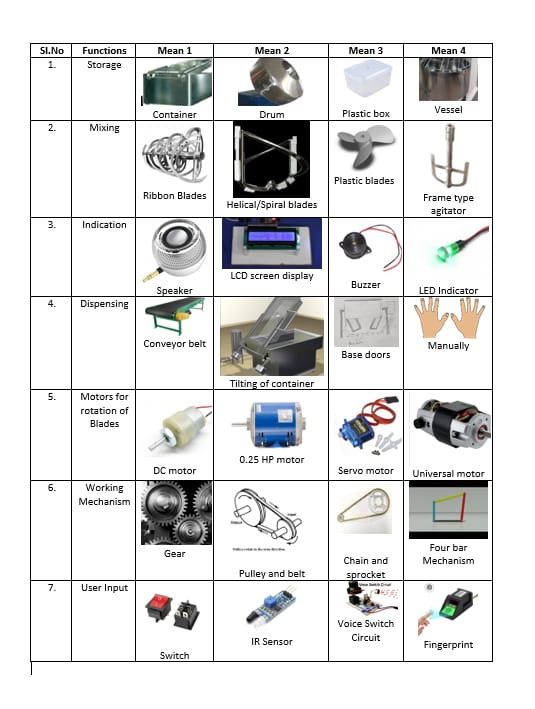 Sl.No Functions Mean 1 Mean 2 Mean 3 Mean 4
1. Storage
Container Drum Plastic box Vessel
2. Mixing
Ribbon Blades Helical/Spiral blades Plastic blades Frame type
agitator
3. Indication
Speaker LCD screen display Buzzer LED Indicator
4. Dispensing
Conveyor belt Tilting of container Base doors Manually
5. Motors for
rotation of
Blades
DC motor 0.25 HP motor Servo motor Universal motor
6. Working
Mechanism
Gear Pulley and belt Chain and
sprocket
Four bar
Mechanism
7. User Input
Voice Switch Circuit
Switch IR Sensor Voice Switch
Circuit
Fingerprint